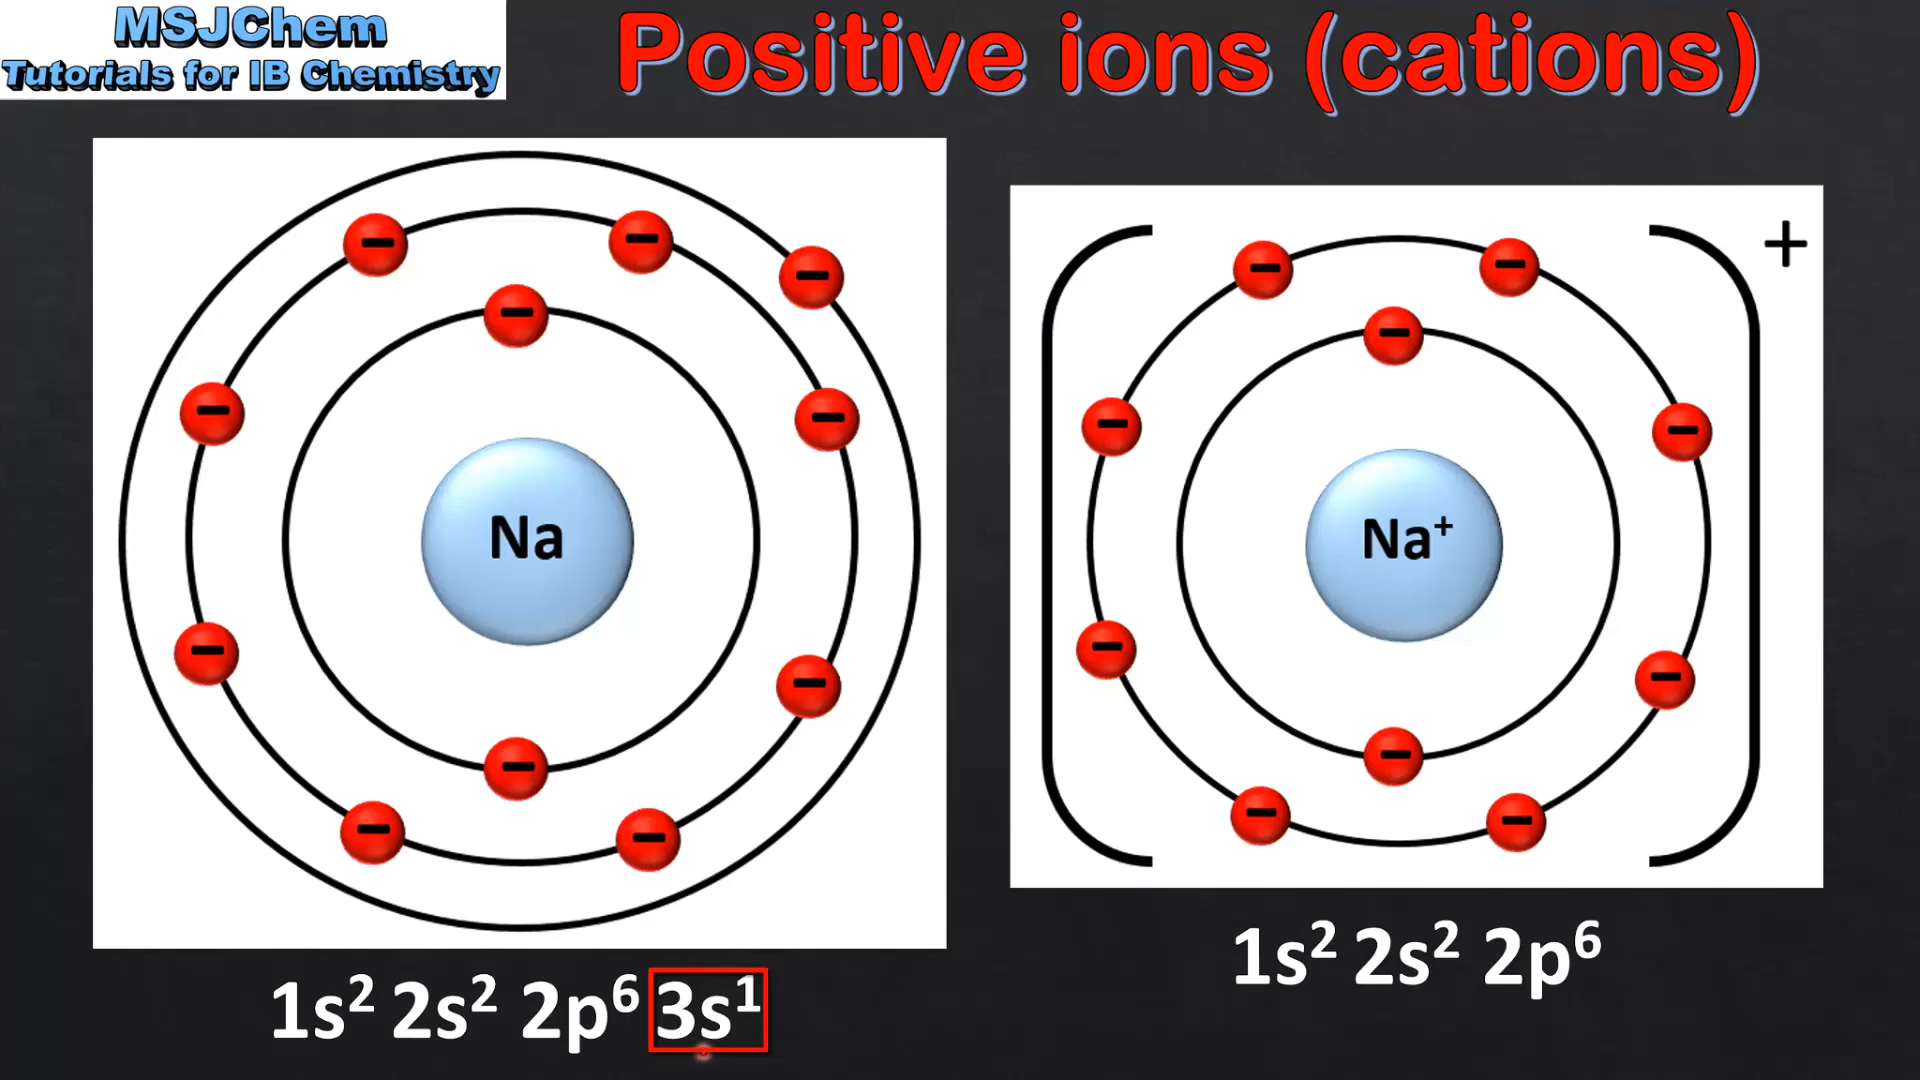 MSJChem
Tutorials for IB Chemistry
Positive ions (cations)
Na
Na⁺
+
1s² 2s² 2p⁶ 3s¹
1s² 2s² 2p⁶